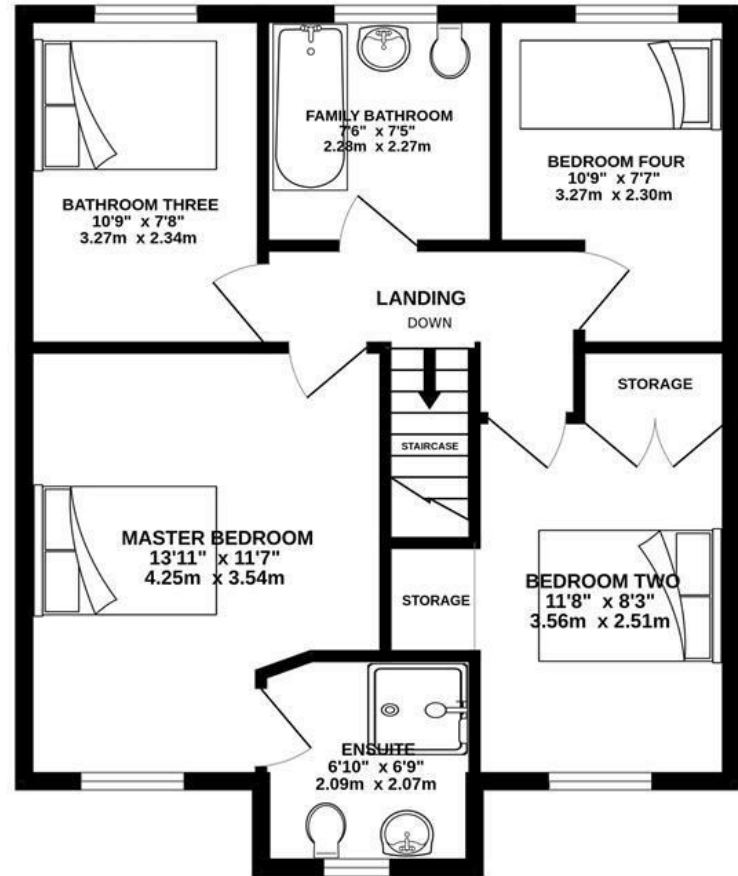 FAMILY BATHROOM
7'6" x 7'5"
2.28m x 2.27m
BEDROOM FOUR
10'9" x 7'7"
3.27m x 2.30m
BATHROOM THREE
10'9" x 7'8"
3.27m x 2.34m
LANDING
DOWN
STORAGE
STAIRCASE
MASTER BEDROOM
13'11" x 11'7"
4.25m x 3.54m
STORAGE
BEDROOM TWO
11'8" x 8'3"
3.56m x 2.51m
ENSUITE
6'10" x 6'9"
2.09m x 2.07m